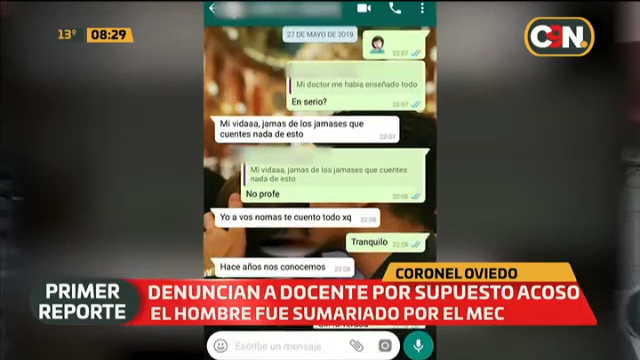 13°
08:29
C9N.
27 DE MAYO DE 2019
22:07
Mi doctor me había enseñado todo
En serio?
22:07
Mi vidaaa, jamas de los jamases que
cuentes nada de esto
22:07
Mi vidaaa, jamas de los jamases que cuentes
nada de esto
No profe
22:08
Yo a vos nomas te cuento todo xq
22:08
Tranquilo
22:08
Hace años nos conocemos
22:08
CORONEL OVIEDO
PRIMER
REPORTE
DENUNCIAN A DOCENTE POR SUPUESTO ACOSO
EL HOMBRE FUE SUMARIADO POR EL MEC
Escribe un mensaje